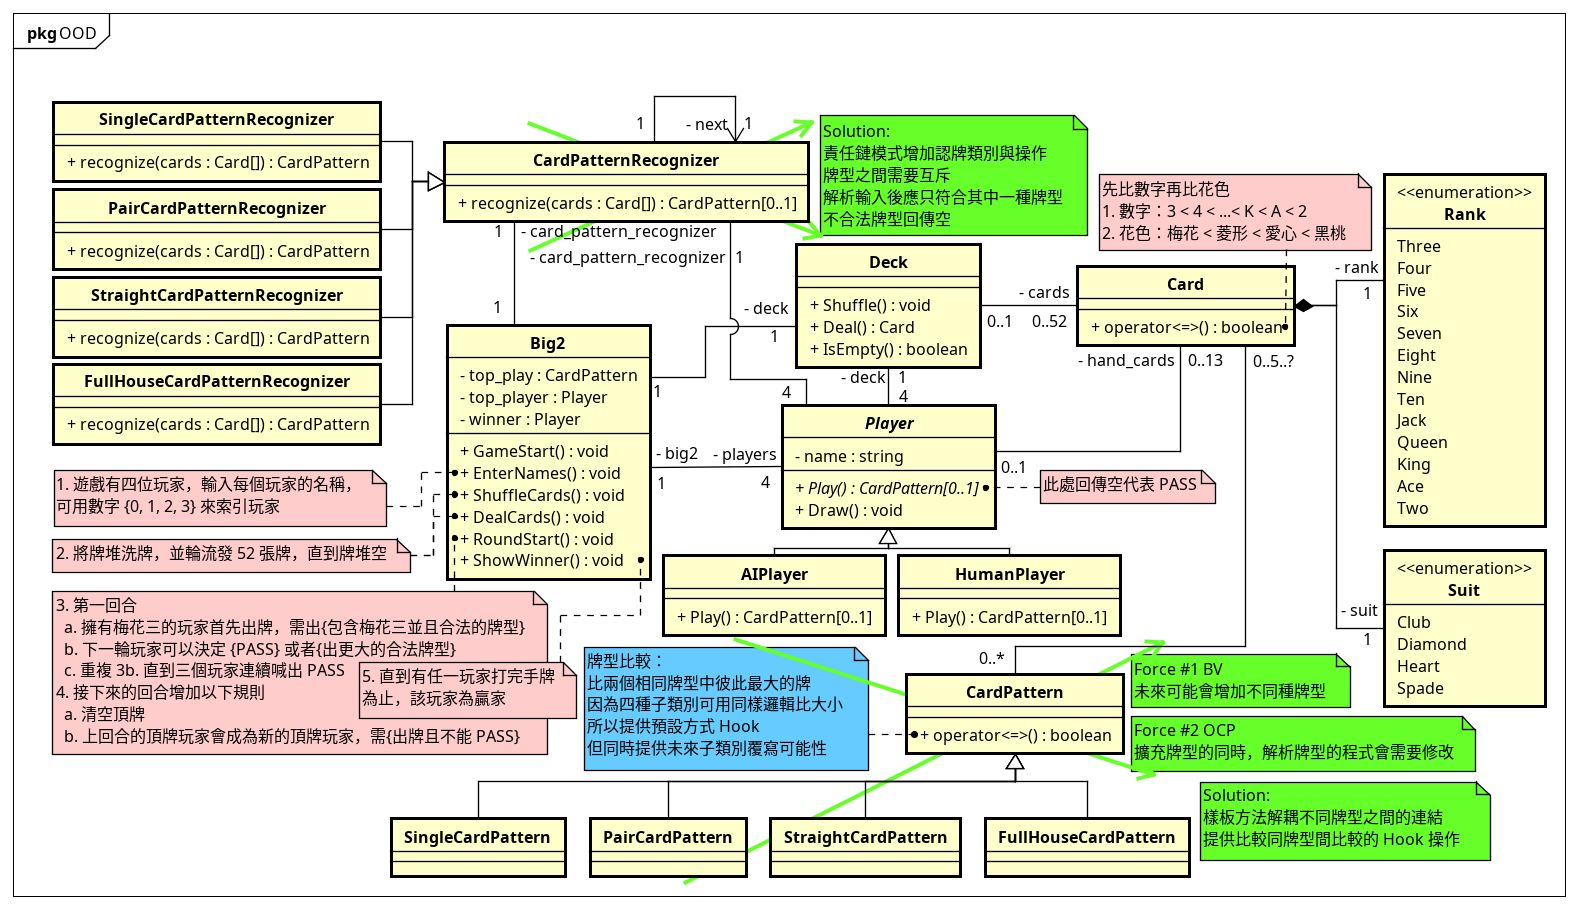 pkg OOD
SingleCardPatternRecognizer
+ recognize(cards : Card[]) : CardPattern
PairCardPatternRecognizer
+ recognize(cards : Card[]) : CardPattern
StraightCardPatternRecognizer
+ recognize(cards : Card[]) : CardPattern
FullHouseCardPatternRecognizer
+ recognize(cards : Card[]) : CardPattern
1
- next
1
CardPatternRecognizer
+ recognize(cards : Card[]) : CardPattern[0..1]
1
- card_pattern_recognizer
- card_pattern_recognizer
1
1
Solution:
責任鏈模式增加認牌類別與操作
牌型之間需要互斥
解析輸入後應只符合其中一種牌型
不合法牌型回傳空
先比數字再比花色
1. 數字：3 < 4 < ...< K < A < 2
2. 花色：梅花 < 菱形 < 愛心 < 黑桃
Deck
+ Shuffle() : void
+ Deal() : Card
+ IsEmpty() : boolean
- deck
1
- cards
0..1
0..52
Card
+ operator<=>() : boolean
- rank
1
<<enumeration>>
Rank
Three
Four
Five
Six
Seven
Eight
Nine
Ten
Jack
Queen
King
Ace
Two
Big2
- top_play : CardPattern
- top_player : Player
- winner : Player
+ GameStart() : void
+ EnterNames() : void
+ ShuffleCards() : void
+ DealCards() : void
+ RoundStart() : void
+ ShowWinner() : void
1
- big2
- players
1
4
4
- deck
1
4
- hand_cards
0..13
0..5..?
Player
- name : string
+ Play() : CardPattern[0..1]
+ Draw() : void
0..1
此處回傳空代表 PASS
1. 遊戲有四位玩家，輸入每個玩家的名稱，
可用數字 {0, 1, 2, 3} 來索引玩家
2. 將牌堆洗牌，並輪流發 52 張牌，直到牌堆空
3. 第一回合
a. 擁有梅花三的玩家首先出牌，需出{包含梅花三並且合法的牌型}
b. 下一輪玩家可以決定 {PASS} 或者{出更大的合法牌型}
c. 重複 3b. 直到三個玩家連續喊出 PASS
4. 接下來的回合增加以下規則
a. 清空頂牌
b. 上回合的頂牌玩家會成為新的頂牌玩家，需{出牌且不能 PASS}
5. 直到有任一玩家打完手牌
為止，該玩家為贏家
AIPlayer
+ Play() : CardPattern[0..1]
HumanPlayer
+ Play() : CardPattern[0..1]
<<enumeration>>
Suit
Club
Diamond
Heart
Spade
- suit
1
牌型比較：
比兩個相同牌型中彼此最大的牌
因為四種子類別可用同樣邏輯比大小
所以提供預設方式 Hook
但同時提供未來子類別覆寫可能性
0..*
CardPattern
+ operator<=>() : boolean
Force #1 BV
未來可能會增加不同種牌型
Force #2 OCP
擴充牌型的同時，解析牌型的程式會需要修改
Solution:
樣板方法解耦不同牌型之間的連結
提供比較同牌型間比較的 Hook 操作
SingleCardPattern
PairCardPattern
StraightCardPattern
FullHouseCardPattern